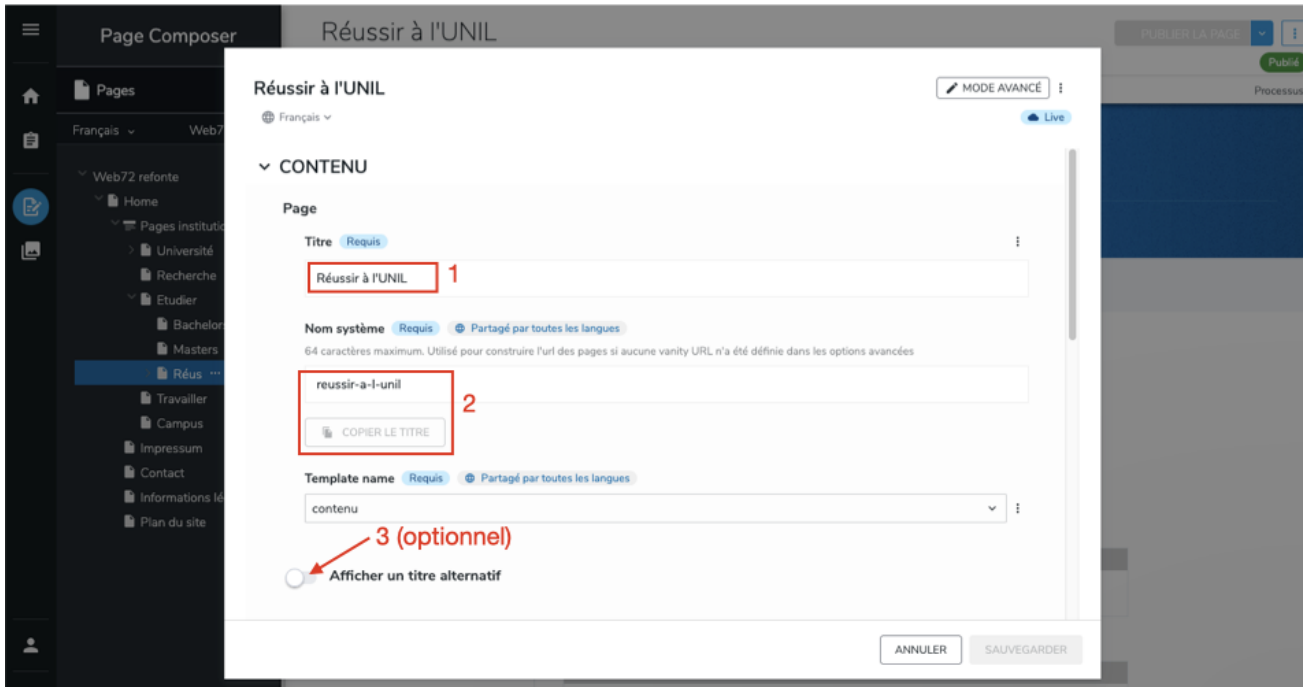 Page Composer
Réussir à l'UNIL
PUBLIER LA PAGE
Publié
Processus
Pages
Français
Web7
Web72 refonte
Home
Pages institutio
Université
Recherche
Etudier
Bachelor
Masters
Réus
Travailler
Campus
Impressum
Contact
Informations lé
Plan du site
Réussir à l'UNIL
MODE AVANCÉ
Français
Live
CONTENU
Page
Titre Requis
Réussir à l'UNIL 1
Nom système Requis Partagé par toutes les langues
64 caractères maximum. Utilisé pour construire l'url des pages si aucune vanity URL n'a été définie dans les options avancées
reussir-a-l-unil
2
COPIER LE TITRE
Template name Requis Partagé par toutes les langues
contenu
3 (optionnel)
Afficher un titre alternatif
ANNULER
SAUVEGARDER